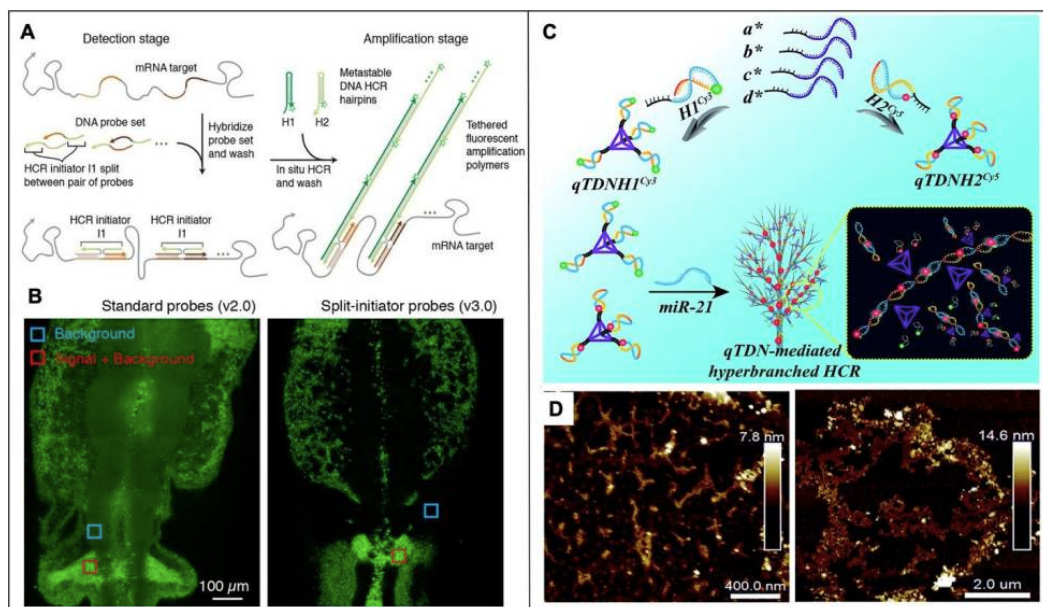 A
Detection stage
mRNA target
DNA probe set
HCR initiator I1 split
between pair of probes
Hybridize
probe set
and wash
HCR initiator
I1
HCR initiator
I1
Amplification stage
Metastable
DNA HCR
hairpins
H1 H2
In situ HCR
and wash
Tethered
fluorescent
amplification
polymers
mRNA target
B
Standard probes (v2.0)
Background
Signal + Background
100 µm
Split-initiator probes (v3.0)
C
a*
b*
c*
d*
H1Cy3
H2Cy5
qTDNH1Cy3
qTDNH2Cy5
miR-21
qTDN-mediated
hyperbranched HCR
D
7.8 nm
400.0 nm
14.6 nm
2.0 um